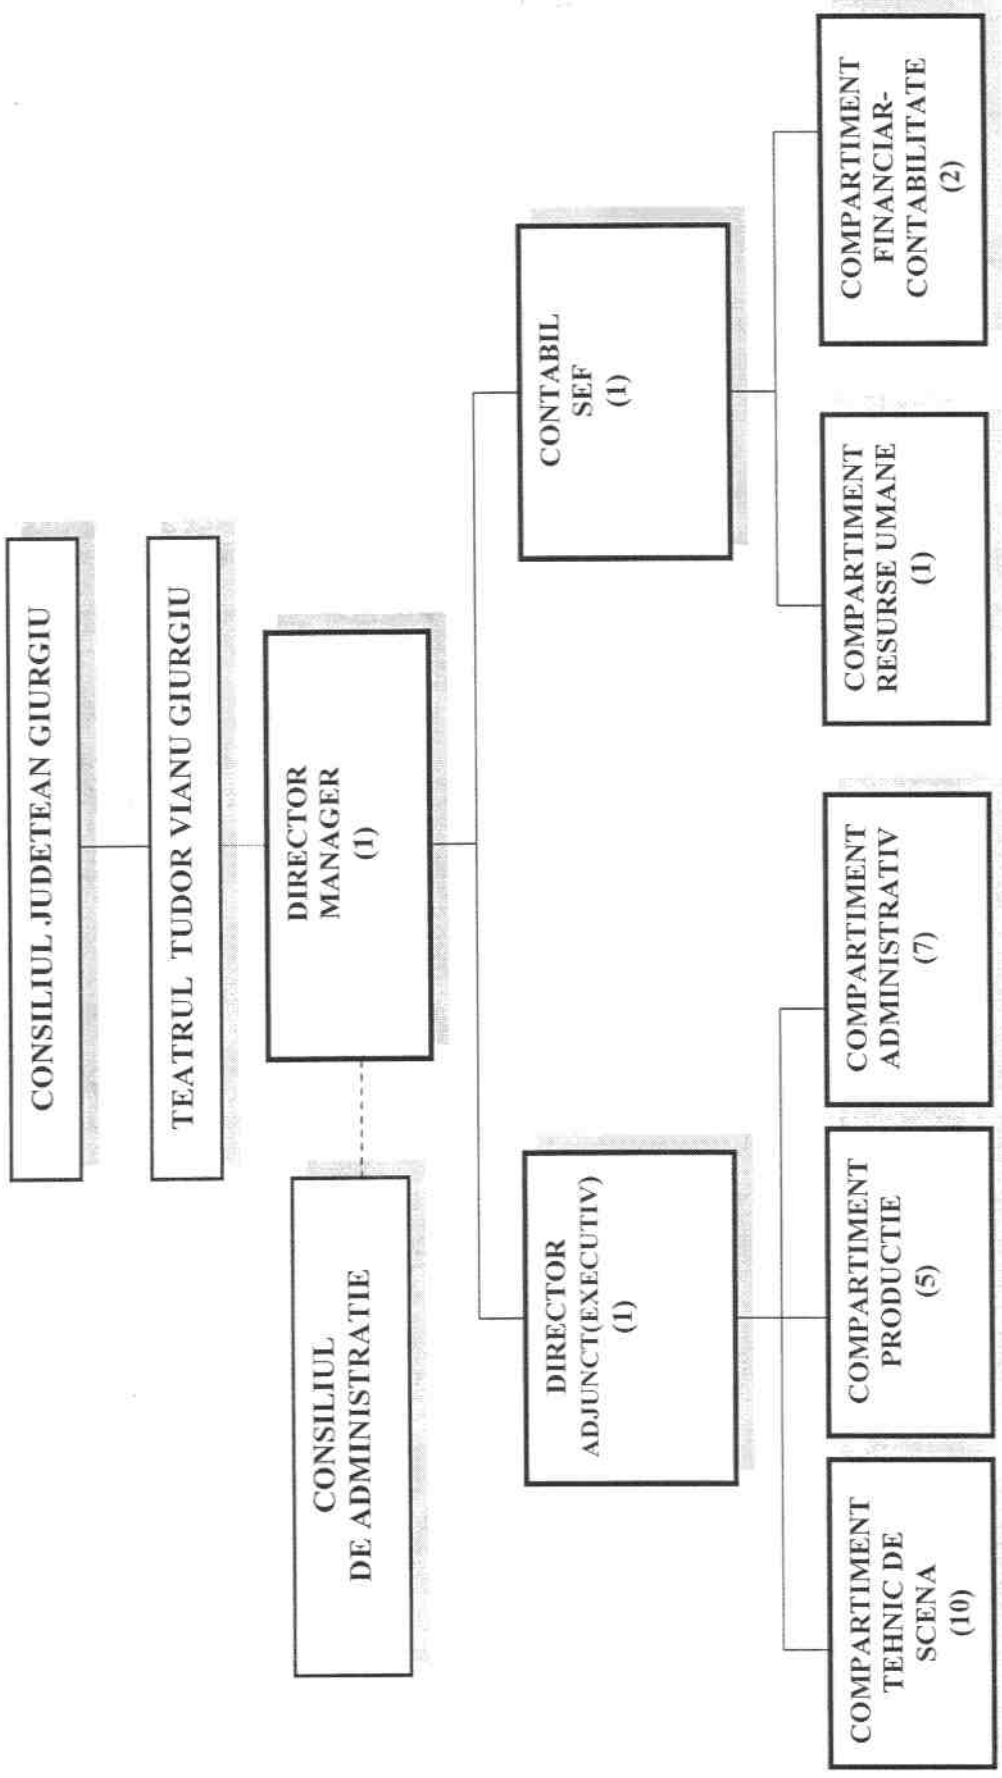 CONSILIUL JUDETEAN GIURGIU
TEATRUL TUDOR VIANU GIURGIU
DIRECTOR
MANAGER
(1)
CONSILIUL
DE ADMINISTRATIE
DIRECTOR
ADJUNCT(EXECUTIV)
(1)
CONTABIL
SEF
(1)
COMPARTIMENT
TEHNIC DE
SCENA
(10)
COMPARTIMENT
PRODUCTIE
(5)
COMPARTIMENT
ADMINISTRATIV
(7)
COMPARTIMENT
RESURSE UMANE
(1)
COMPARTIMENT
FINANCIAR-
CONTABILITATE
(2)